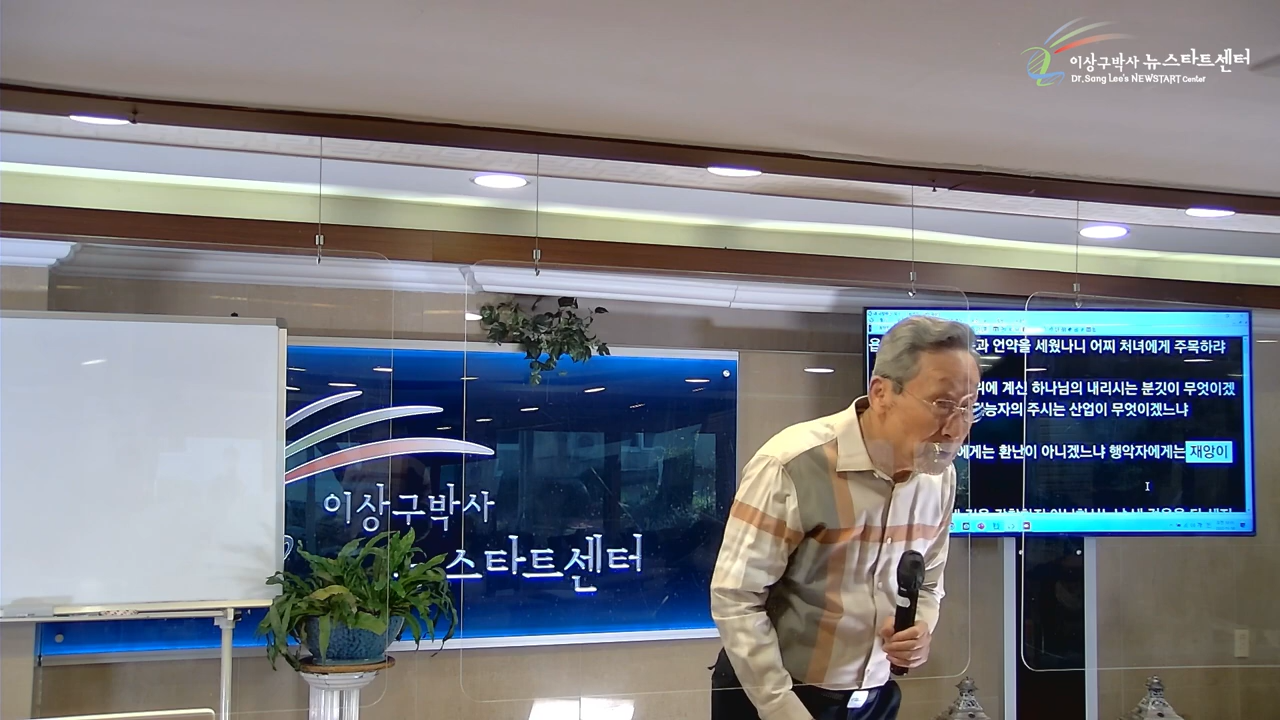 이상구박사 뉴스타트센터
Dr. Sang Lee's NEWSTART Center
과 언약을 세웠나니 어찌 처녀에게 주목하랴
계신 하나님의 내리시는 분깃이 무엇이겠
능자의 주시는 산업이 무엇이겠느냐
에게는 환난이 아니겠느냐 행악자에게는 재앙이
이상구박사
스타트센터